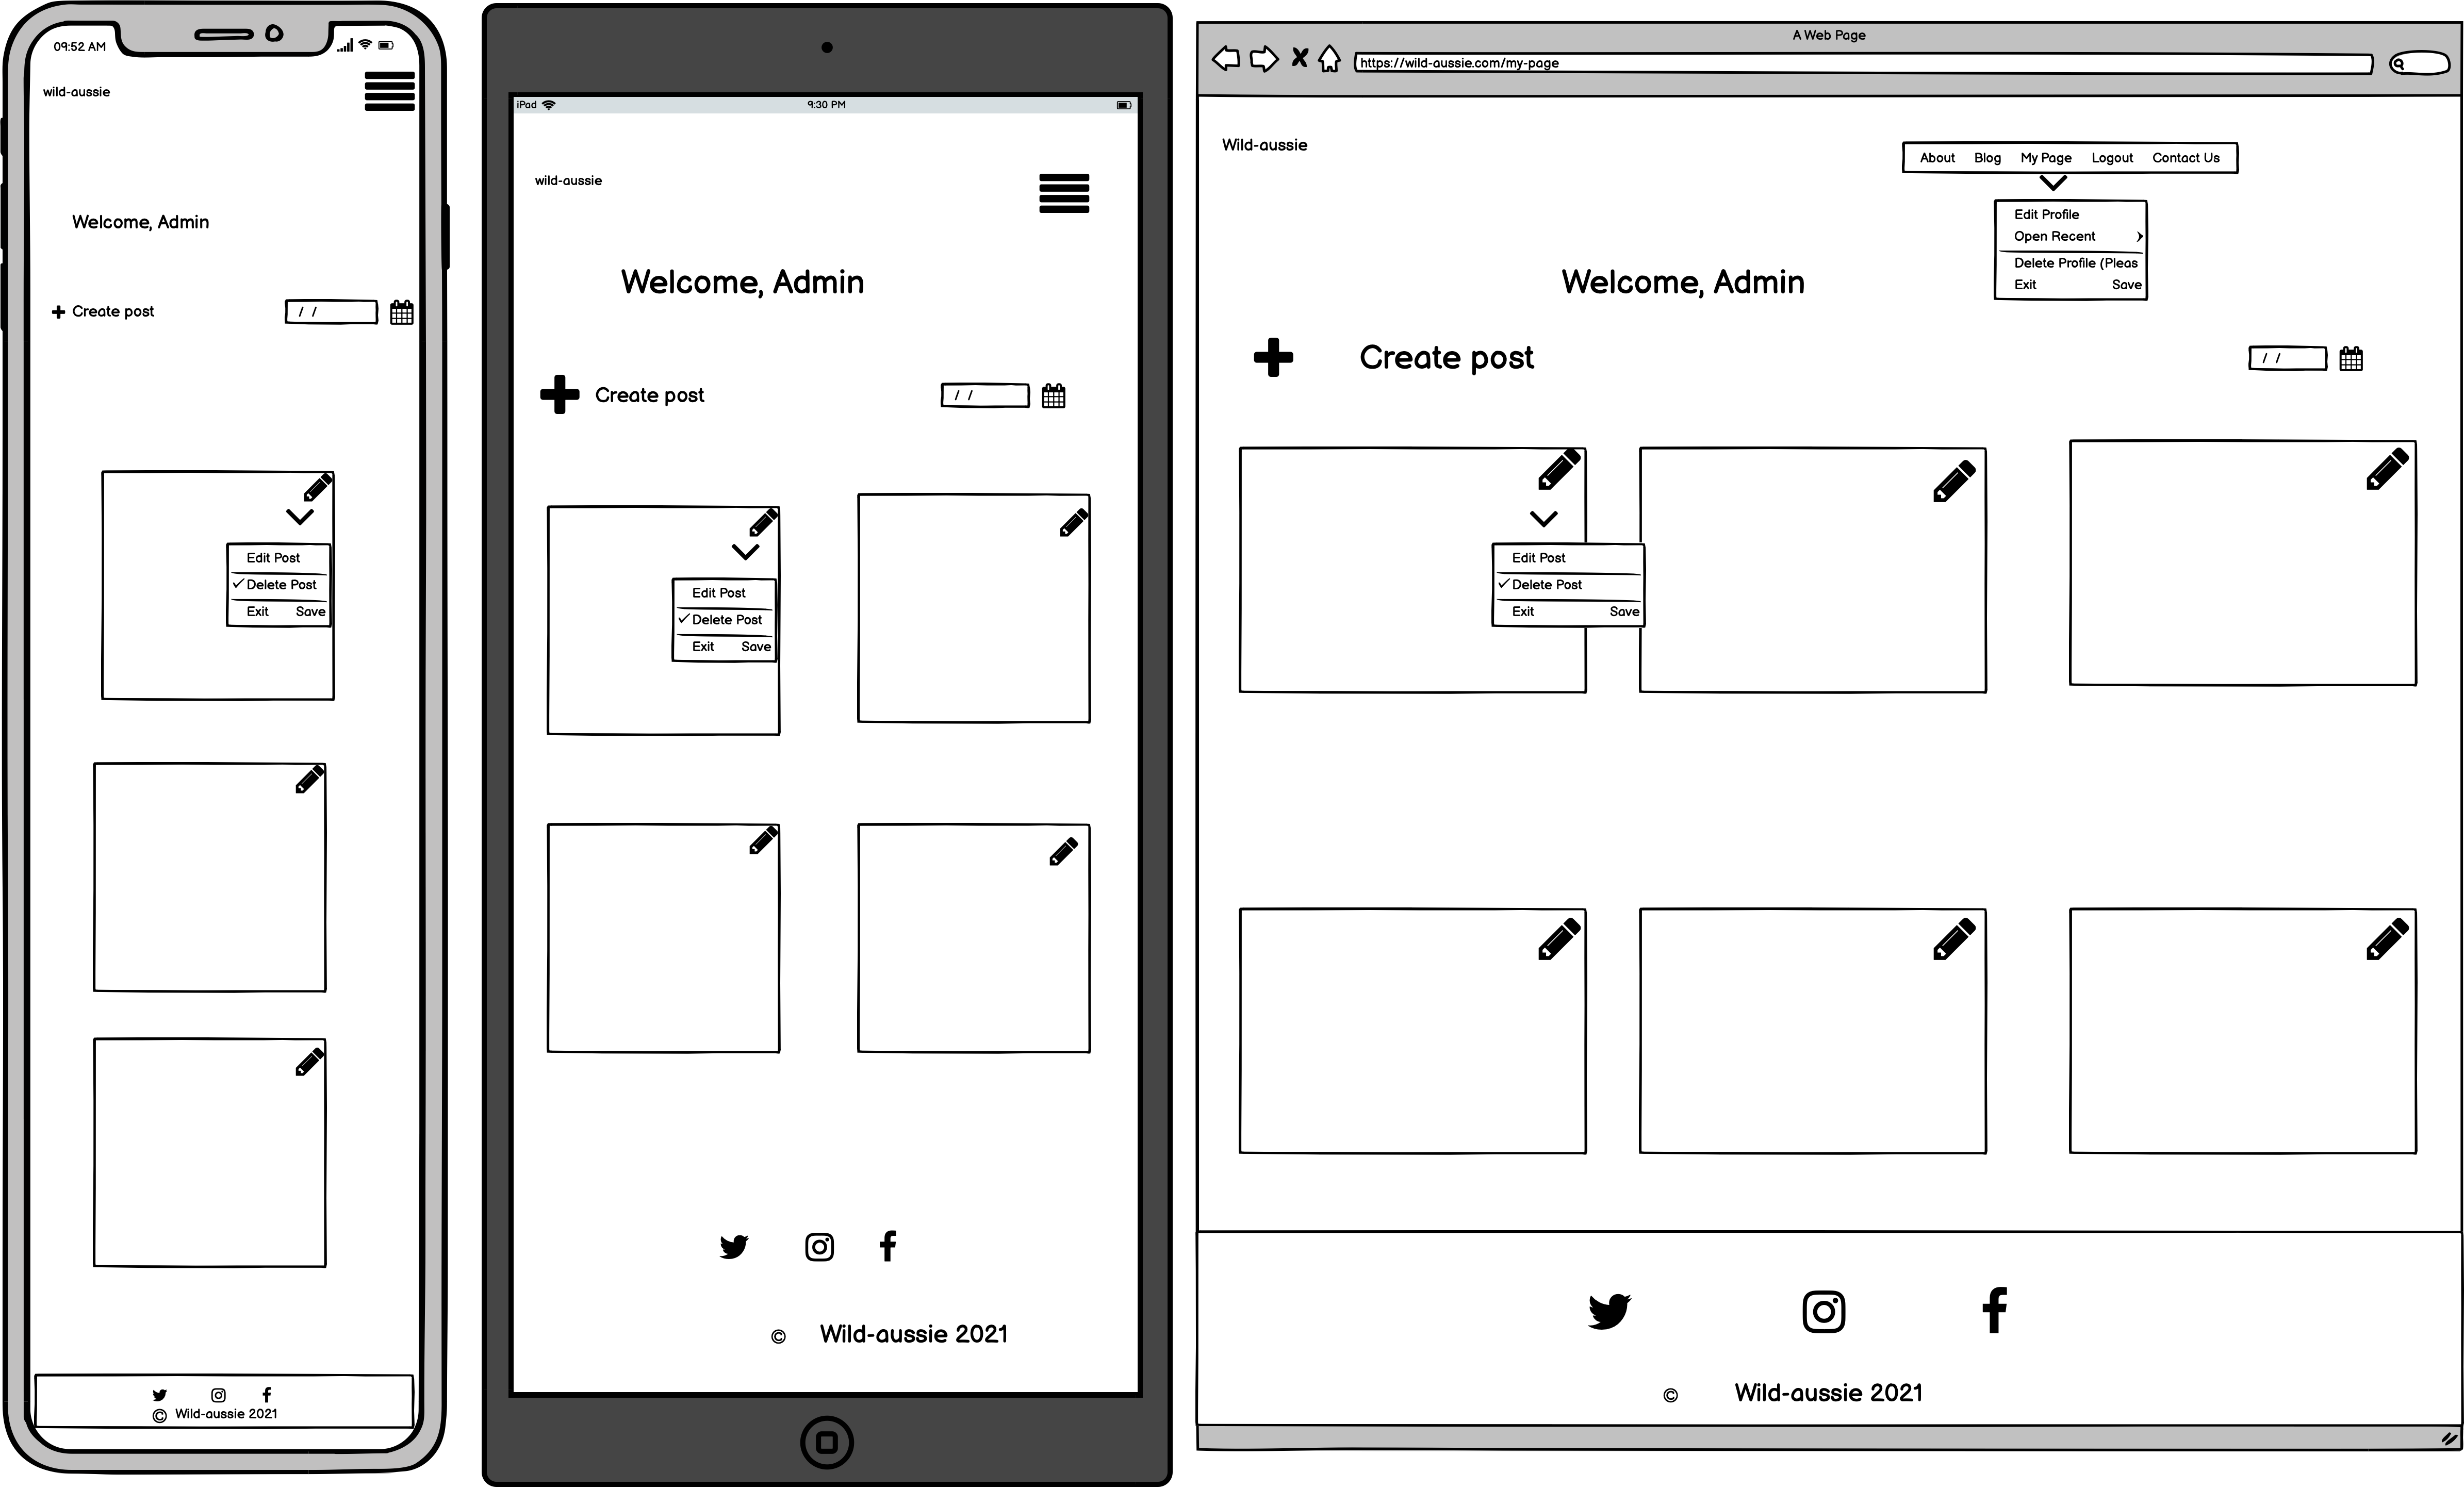 09:52 AM
wild-aussie
Welcome, Admin
Create post
/ /
Edit Post
Delete Post
Exit Save
© Wild-aussie 2021
iPad 9:30 PM
wild-aussie
Welcome, Admin
Create post
/ /
Edit Post
Delete Post
Exit Save
© Wild-aussie 2021
A Web Page
https://wild-aussie.com/my-page
Wild-aussie
About Blog My Page Logout Contact Us
Edit Profile
Open Recent
Delete Profile (Pleas
Exit Save
Welcome, Admin
Create post
/ /
Edit Post
Delete Post
Exit Save
© Wild-aussie 2021